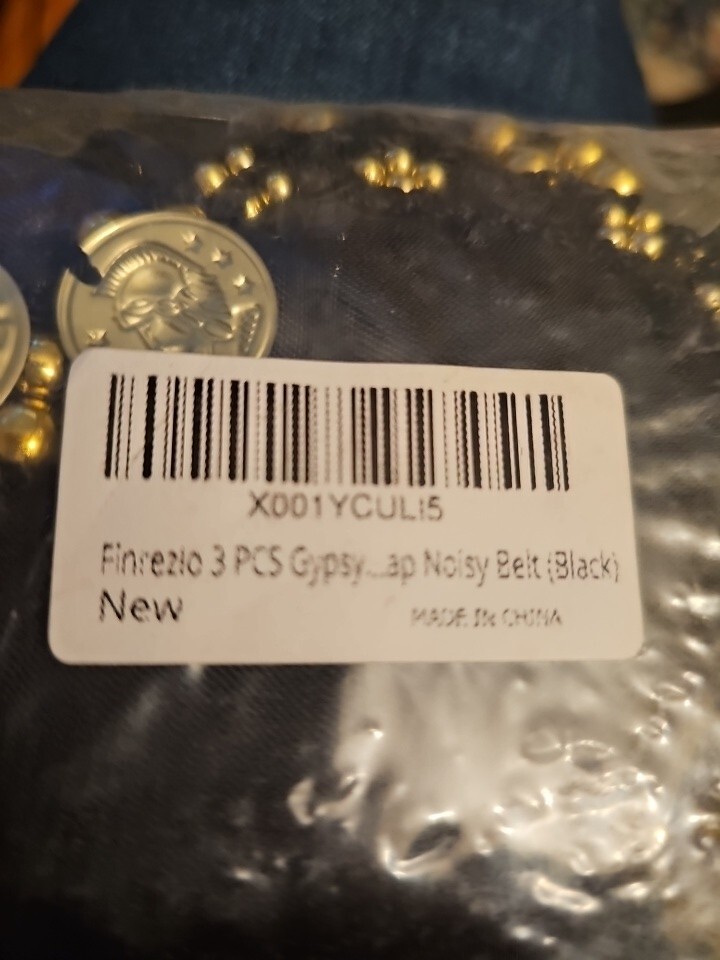 X001YCULI5
Finrezio 3 PCS Gypsy...ap Noisy Belt (Black)
New
MADE IN CHINA